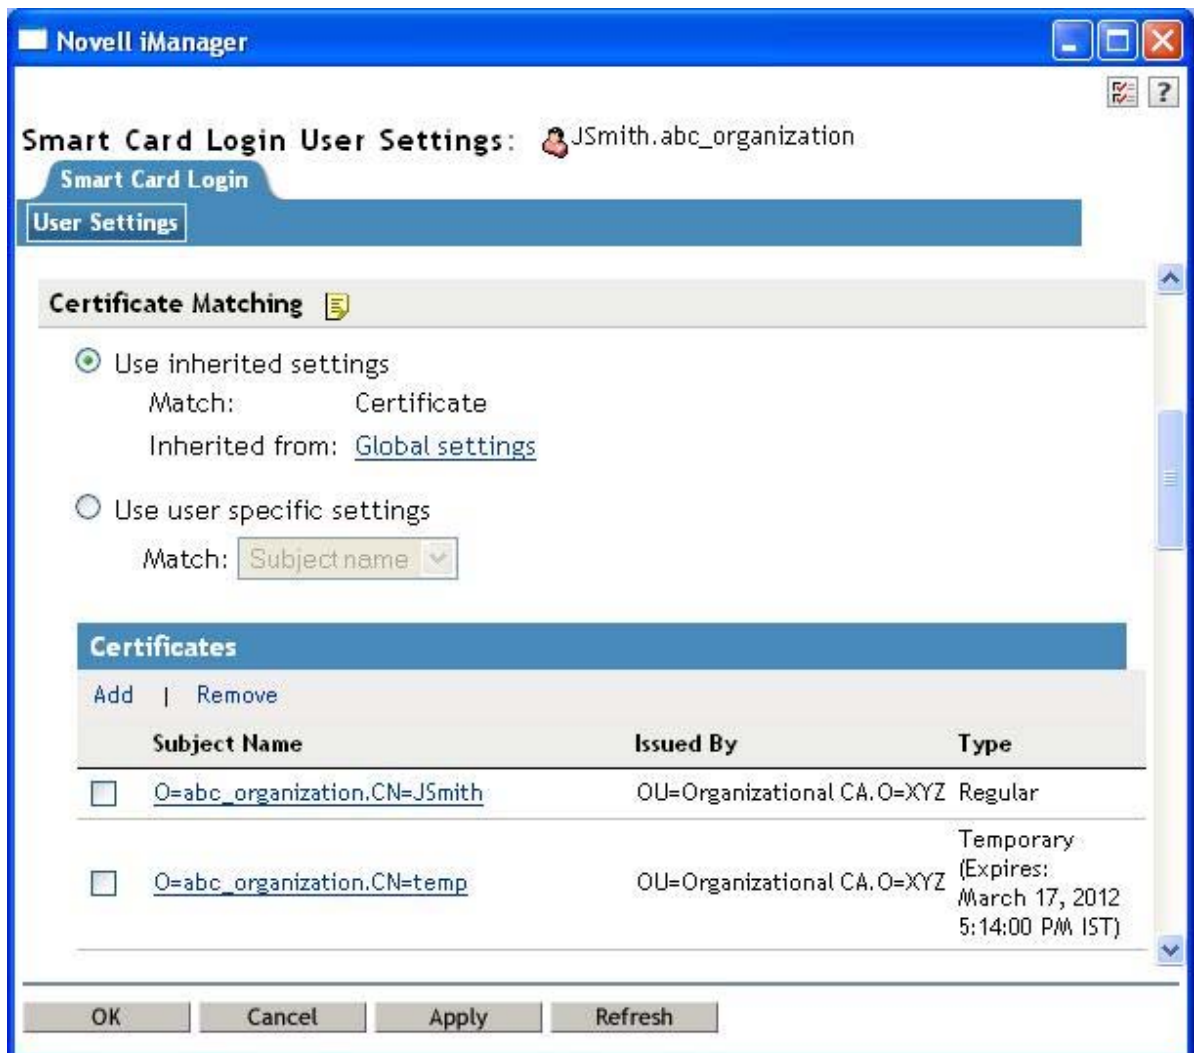 Novell iManager
?
Smart Card Login User Settings: JSmith.abc_organization
Smart Card Login
User Settings
Certificate Matching
Use inherited settings
Match: Certificate
Inherited from: Global settings
Use user specific settings
Match: Subject name
Certificates
Add | Remove
Subject Name Issued By Type
O=abc_organization.CN=JSmith OU=Organizational CA.O=XYZ Regular
O=abc_organization.CN=temp OU=Organizational CA.O=XYZ Temporary
(Expires:
March 17, 2012
5:14:00 PM IST)
OK Cancel Apply Refresh